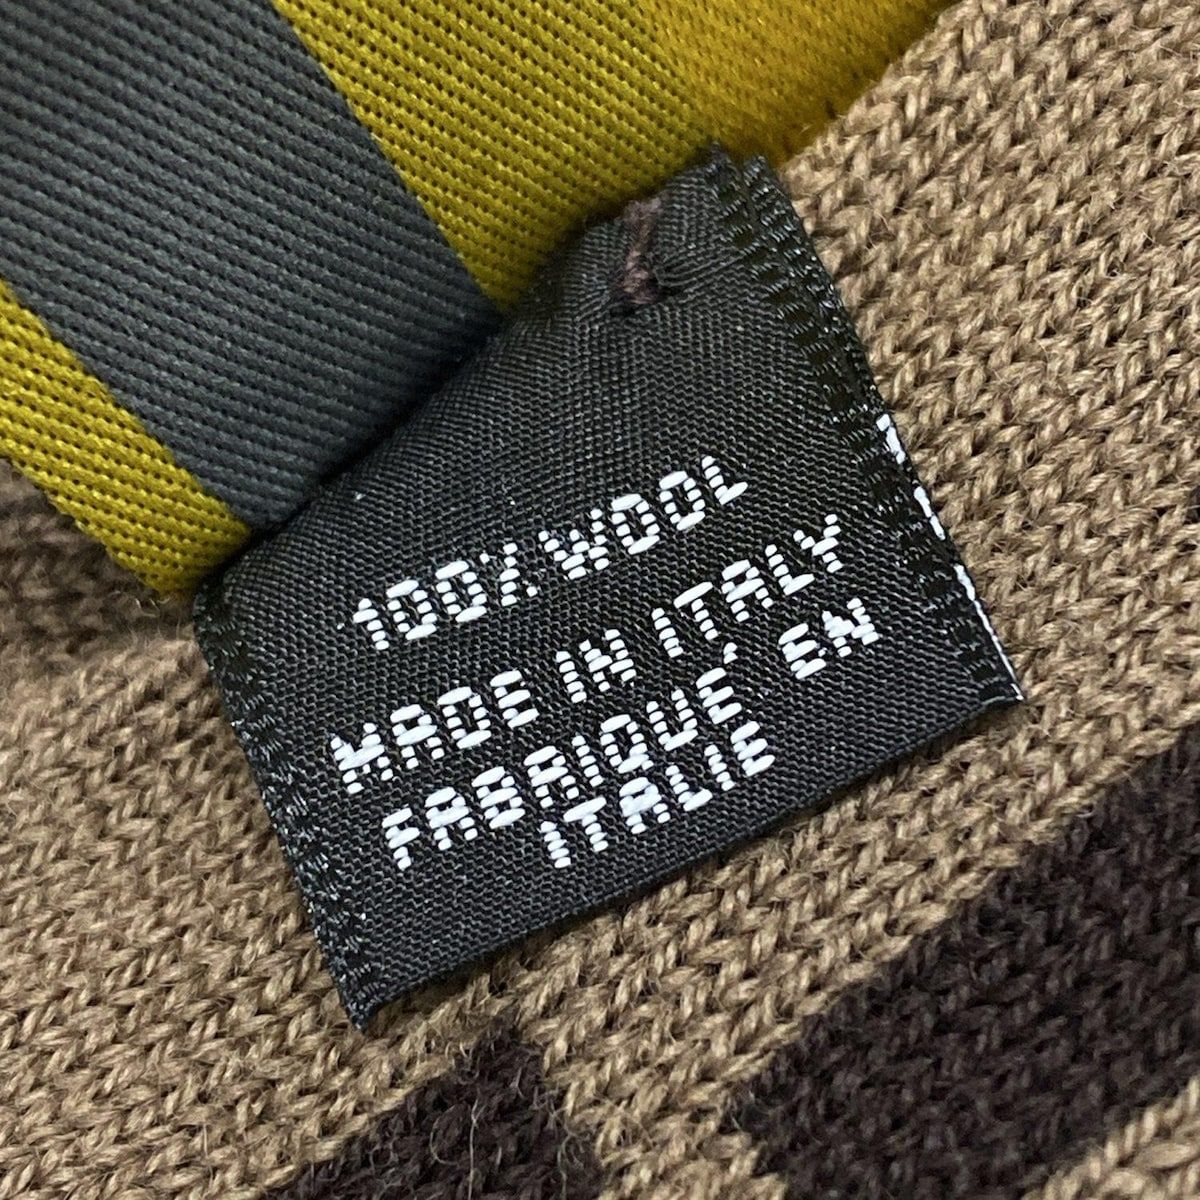 100% WOOL
MADE IN ITALY
FABRIQUÉ EN
ITALIE